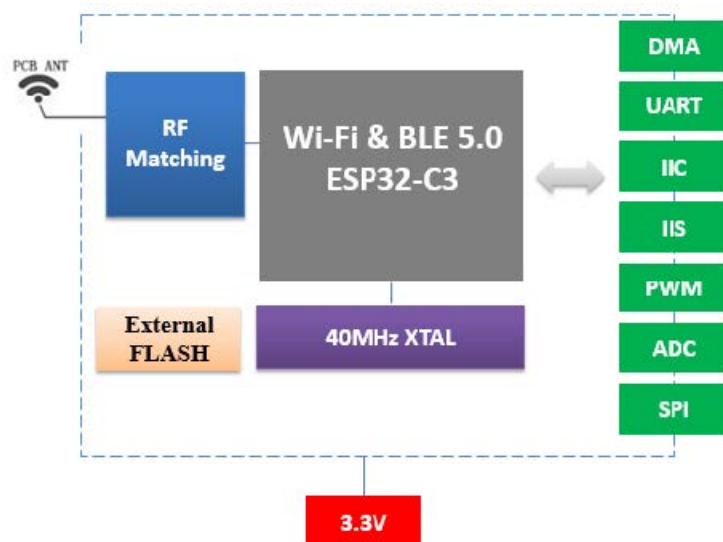 PCB ANT
RF
Matching
Wi-Fi & BLE 5.0
ESP32-C3
External
FLASH
40MHz XTAL
DMA
UART
IIC
IIS
PWM
ADC
SPI
3.3V